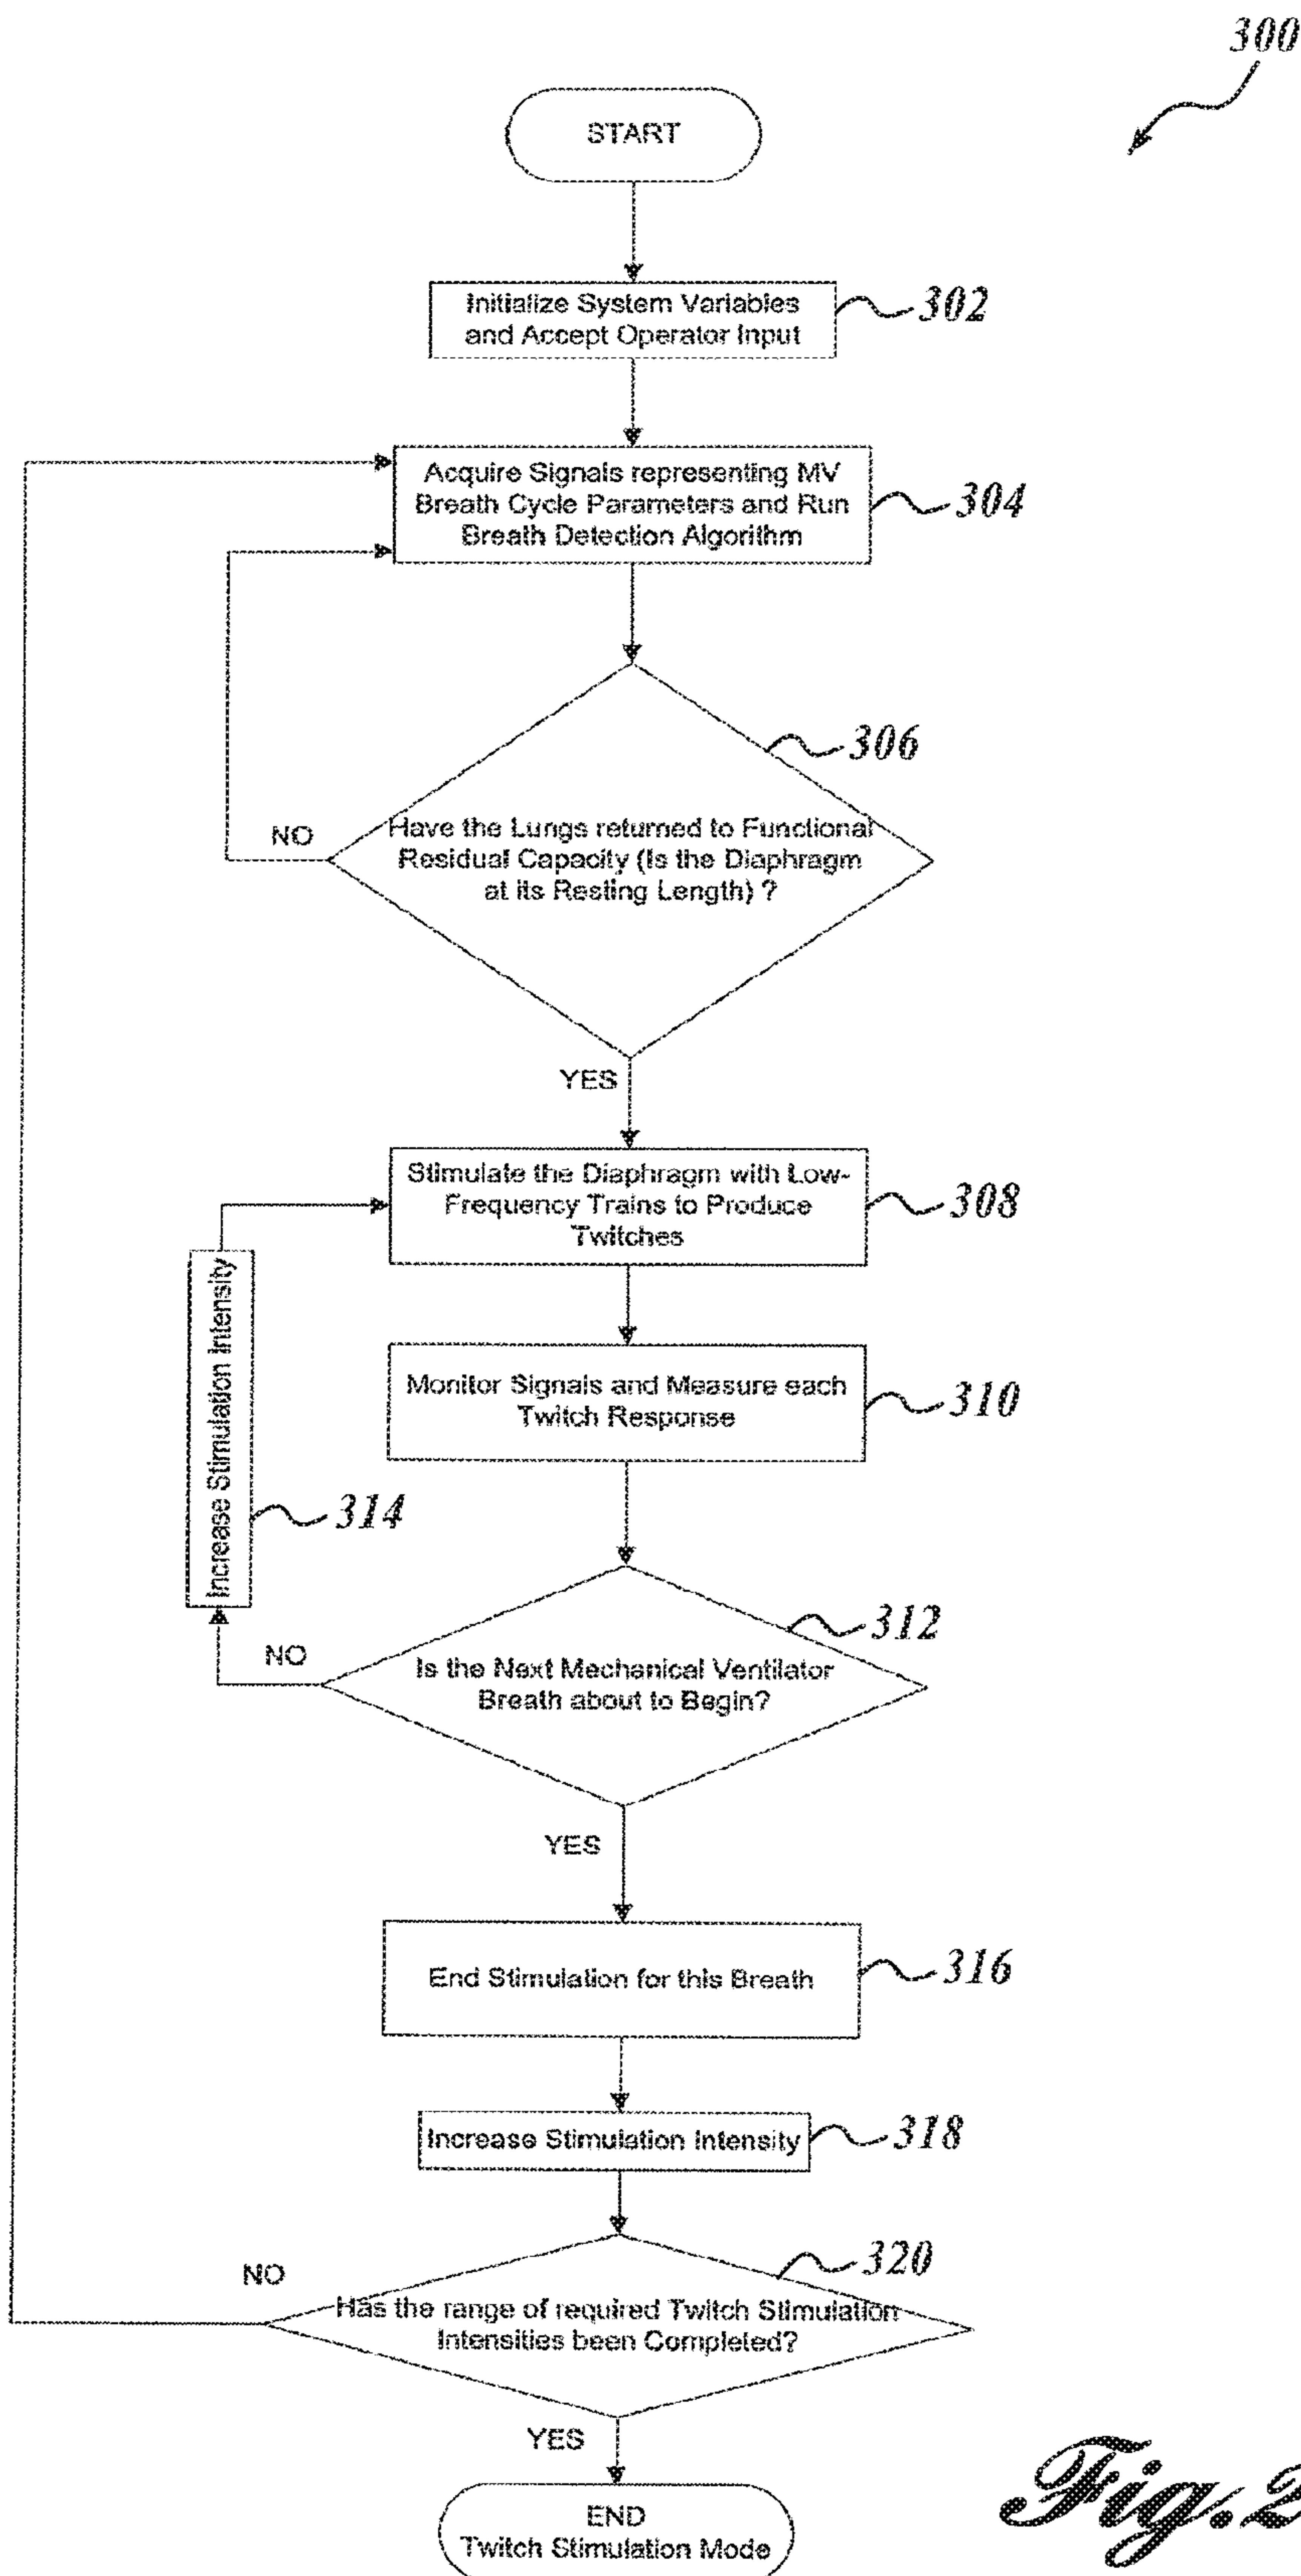 300
START
Initialize System Variables
and Accept Operator Input
302
Acquire Signals representing MV
Breath Cycle Parameters and Run
Breath Detection Algorithm
304
306
NO
Have the Lungs returned to Functional
Residual Capacity (Is the Diaphragm
at its Resting Length) ?
YES
Stimulate the Diaphragm with Low-
Frequency Trains to Produce
Twitches
308
Increase Stimulation Intensity
314
Monitor Signals and Measure each
Twitch Response
310
312
NO
Is the Next Mechanical Ventilator
Breath about to Begin?
YES
End Stimulation for this Breath
316
Increase Stimulation Intensity
318
320
NO
Has the range of required Twitch Stimulation
Intensities been Completed?
YES
END
Twitch Stimulation Mode
Fig.2